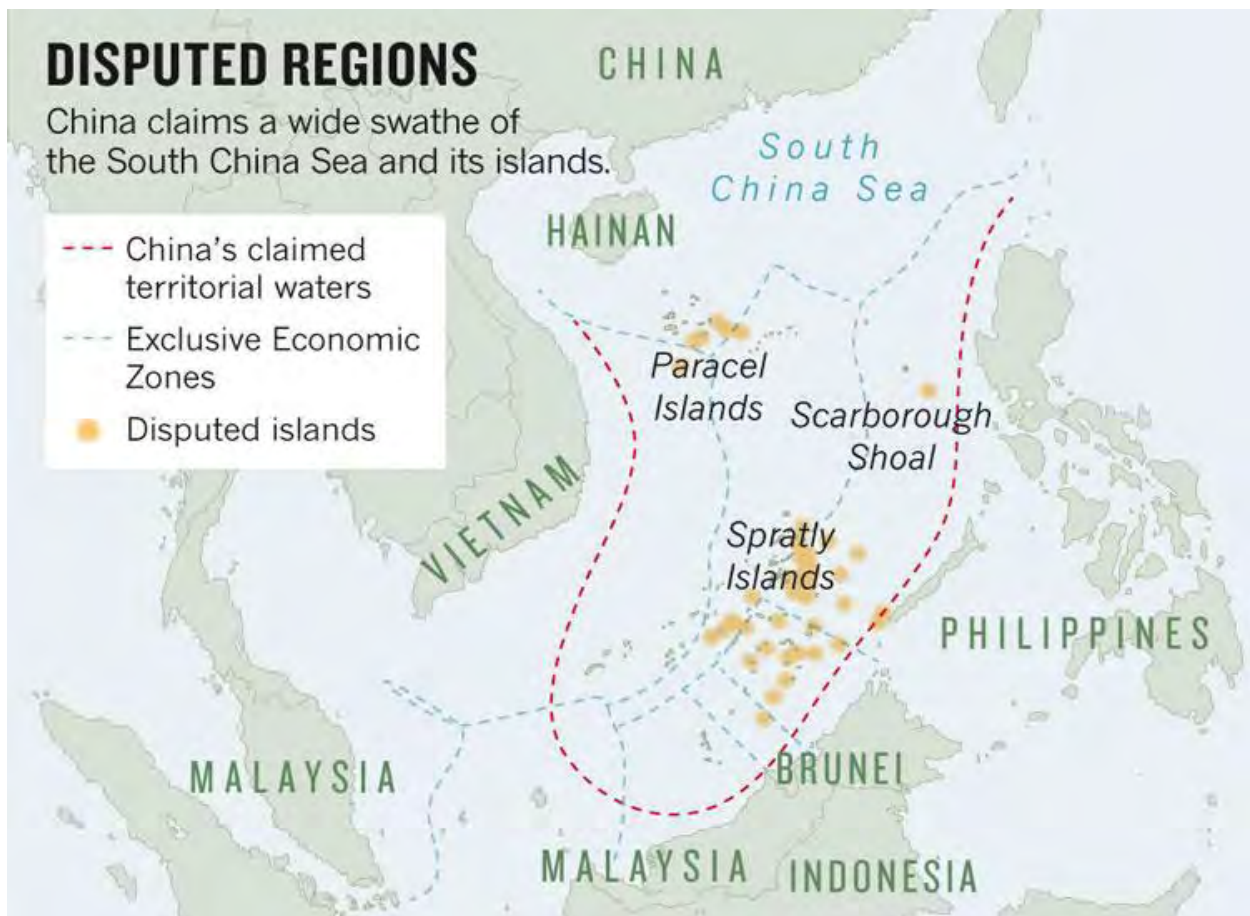 DISPUTED REGIONS
China claims a wide swathe of
the South China Sea and its islands.
China's claimed
territorial waters
Exclusive Economic
Zones
Disputed islands
CHINA
South
China Sea
HAINAN
Paracel
Islands
Scarborough
Shoal
VIETNAM
Spratly
Islands
PHILIPPINES
MALAYSIA
BRUNEI
MALAYSIA
INDONESIA